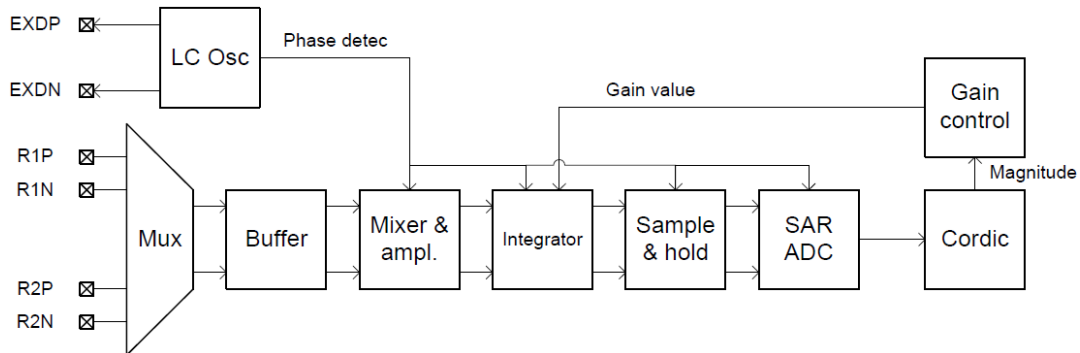 EXDP
LC Osc
Phase detec
EXDN
Gain value
Gain
control
R1P
R1N
Magnitude
Mux
Buffer
Mixer &
ampl.
Integrator
Sample
& hold
SAR
ADC
Cordic
R2P
R2N